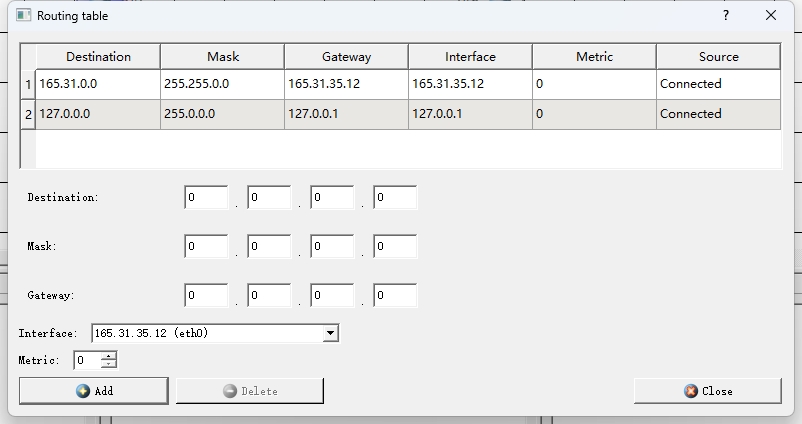 Routing table ?
Destination Mask Gateway Interface Metric Source
1 165.31.0.0 255.255.0.0 165.31.35.12 165.31.35.12 0 Connected
2 127.0.0.0 255.0.0.0 127.0.0.1 127.0.0.1 0 Connected
Destination: 0 . 0 . 0 . 0
Mask: 0 . 0 . 0 . 0
Gateway: 0 . 0 . 0 . 0
Interface: 165.31.35.12 (eth0)
Metric: 0
Add Delete Close